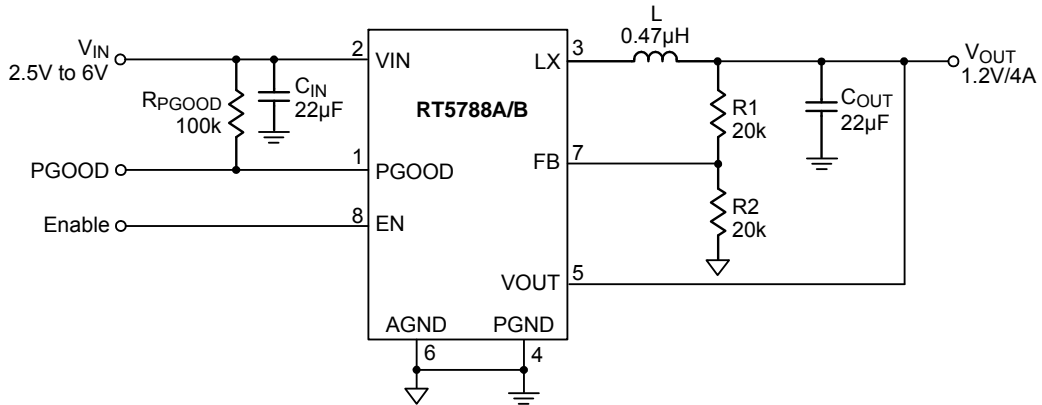 L
0.47µH
VIN
2.5V to 6V
2
VIN
LX
3
VOUT
1.2V/4A
CIN
22µF
RPGOOD
100k
RT5788A/B
R1
20k
COUT
22µF
PGOOD
1
PGOOD
FB
7
Enable
8
EN
R2
20k
VOUT
5
AGND
PGND
6
4